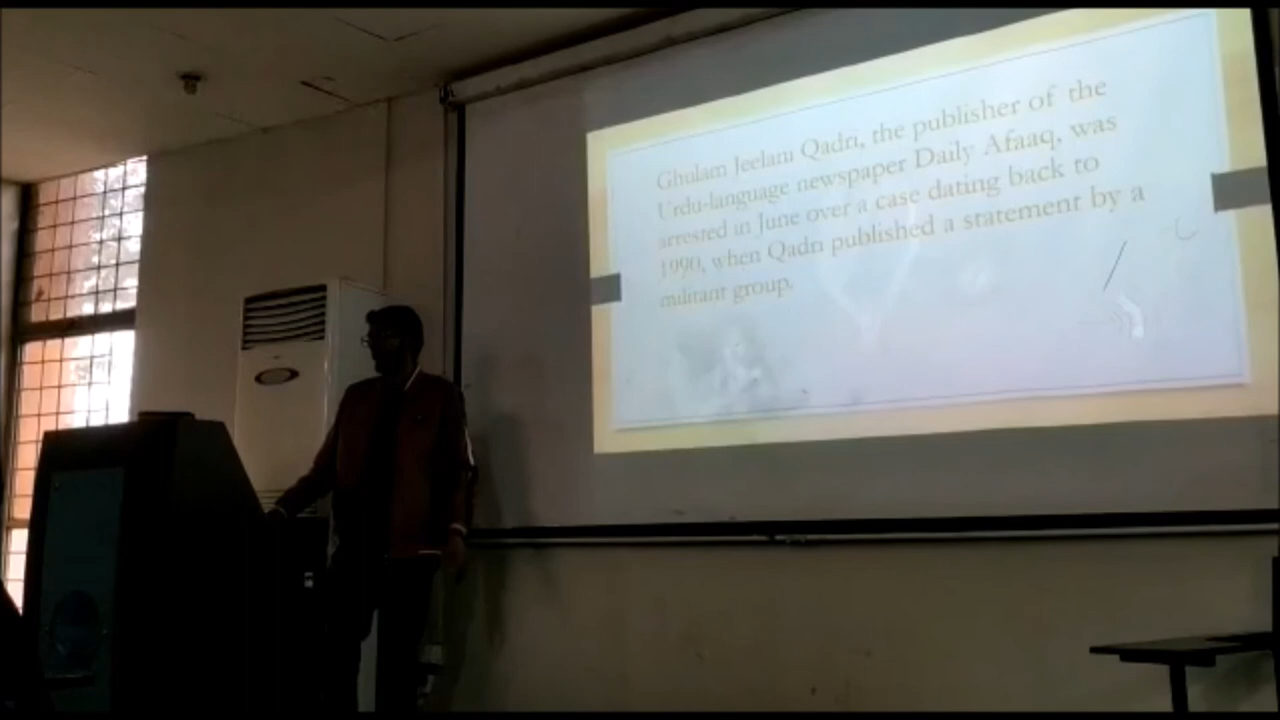 Ghulam Jeelani Qadri, the publisher of the
Urdu-language newspaper Daily Afaaq, was
arrested in June over a case dating back to
1990, when Qadri published a statement by a
militant group.